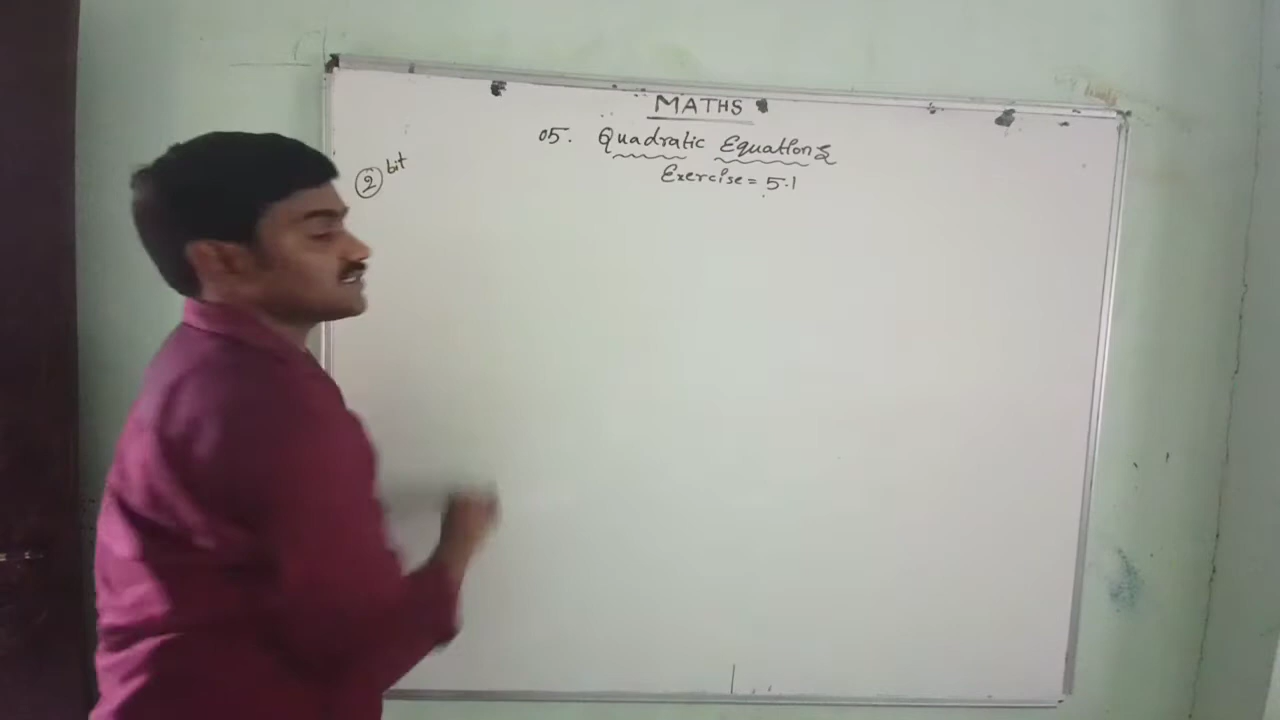 MATHS
05. Quadratic Equations
Exercise = 5.1
2 bit